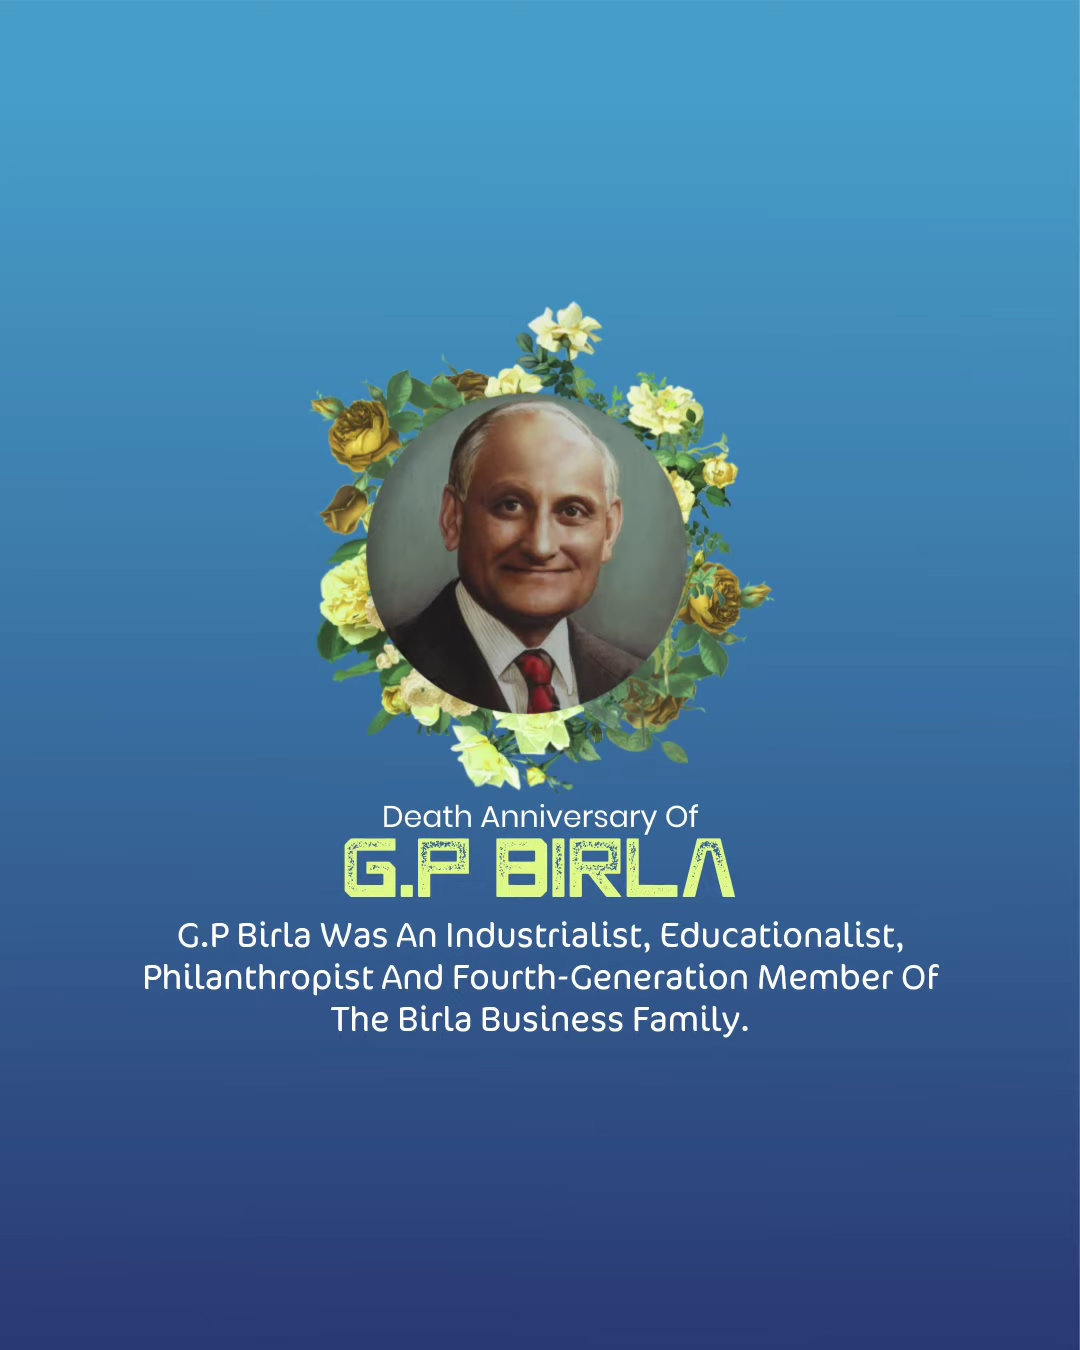 Death Anniversary Of
G.P BIRLA
G.P Birla Was An Industrialist, Educationalist,
Philanthropist And Fourth-Generation Member Of
The Birla Business Family.